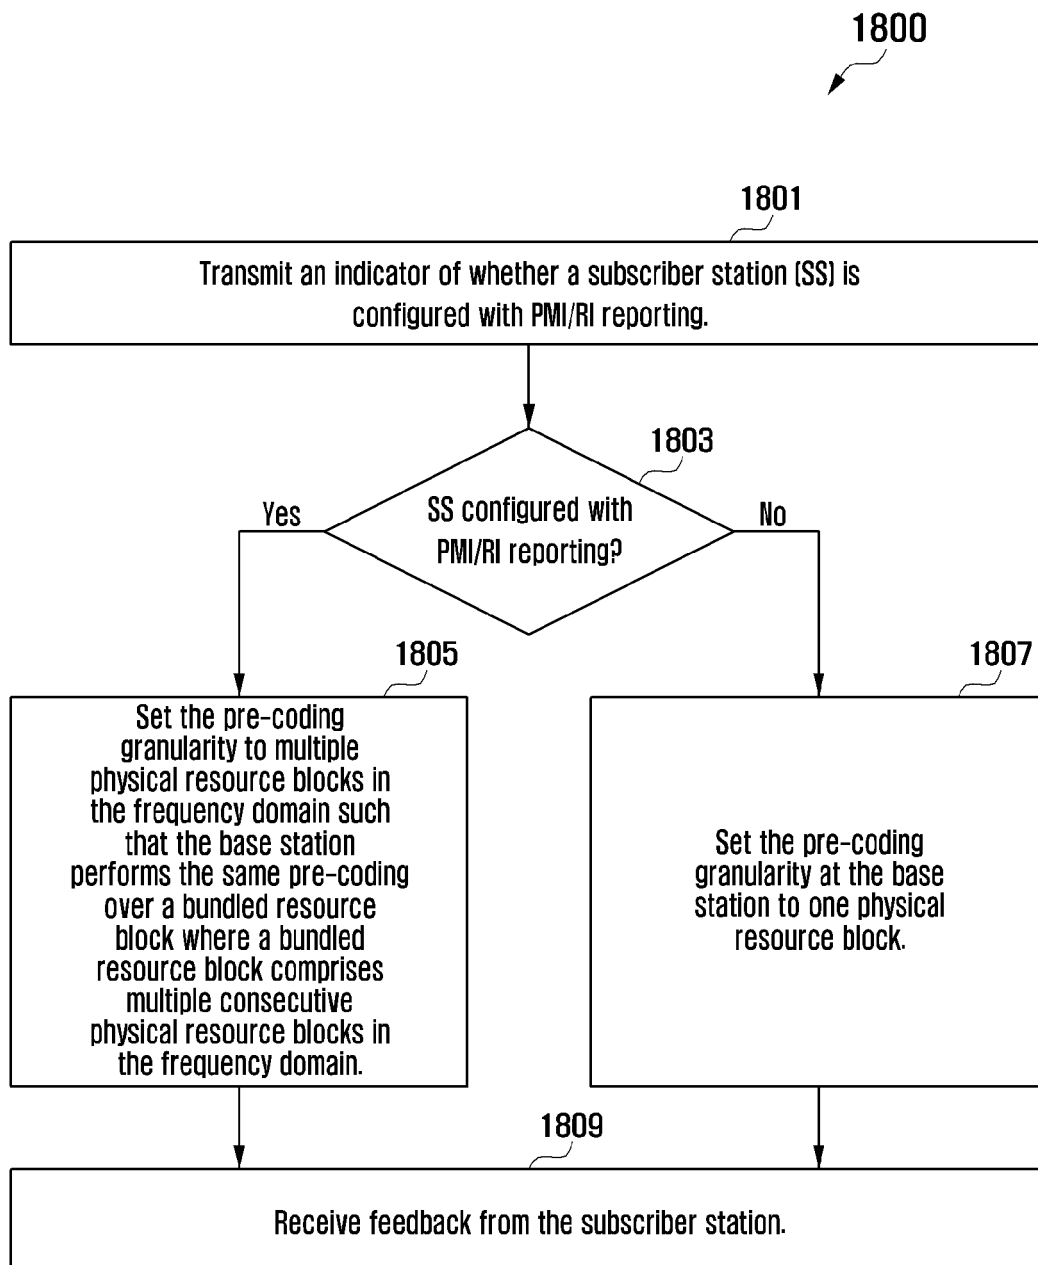 1800
1801
Transmit an indicator of whether a subscriber station (SS) is
configured with PMI/RI reporting.
1803
SS configured with
PMI/RI reporting?
Yes
No
1805
Set the pre-coding
granularity to multiple
physical resource blocks in
the frequency domain such
that the base station
performs the same pre-coding
over a bundled resource
block where a bundled
resource block comprises
multiple consecutive
physical resource blocks in
the frequency domain.
1807
Set the pre-coding
granularity at the base
station to one physical
resource block.
1809
Receive feedback from the subscriber station.